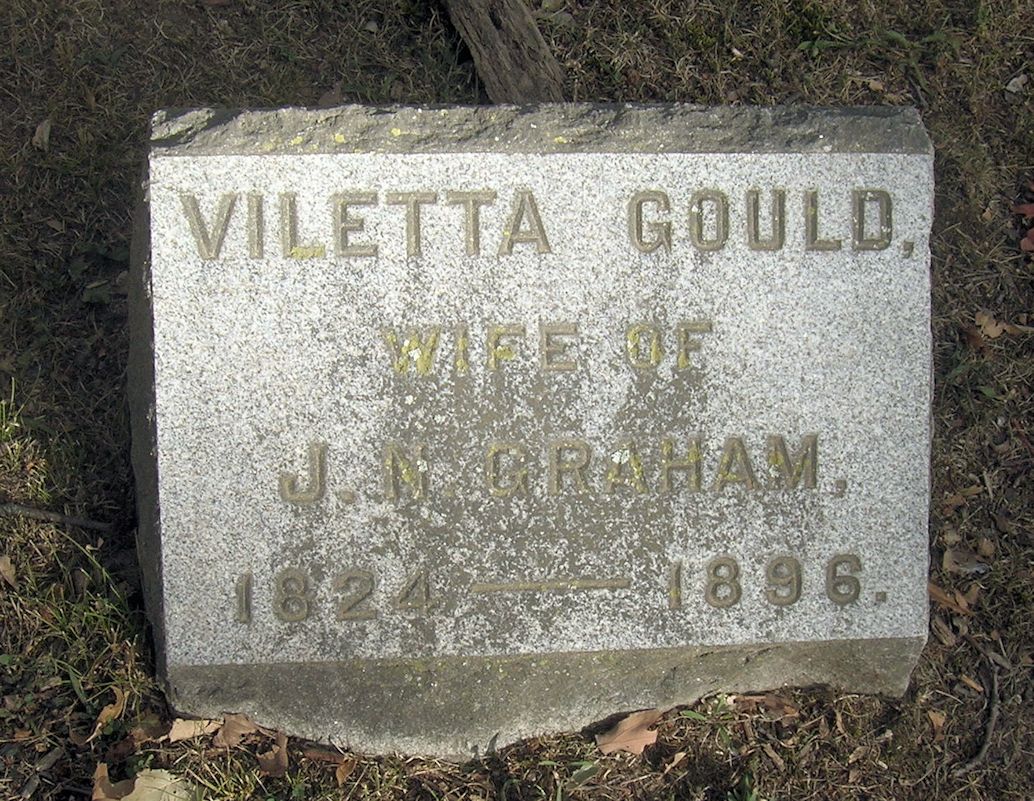 VILETTA GOULD,
WIFE OF
J. N. GRAHAM,
1824 — 1896.